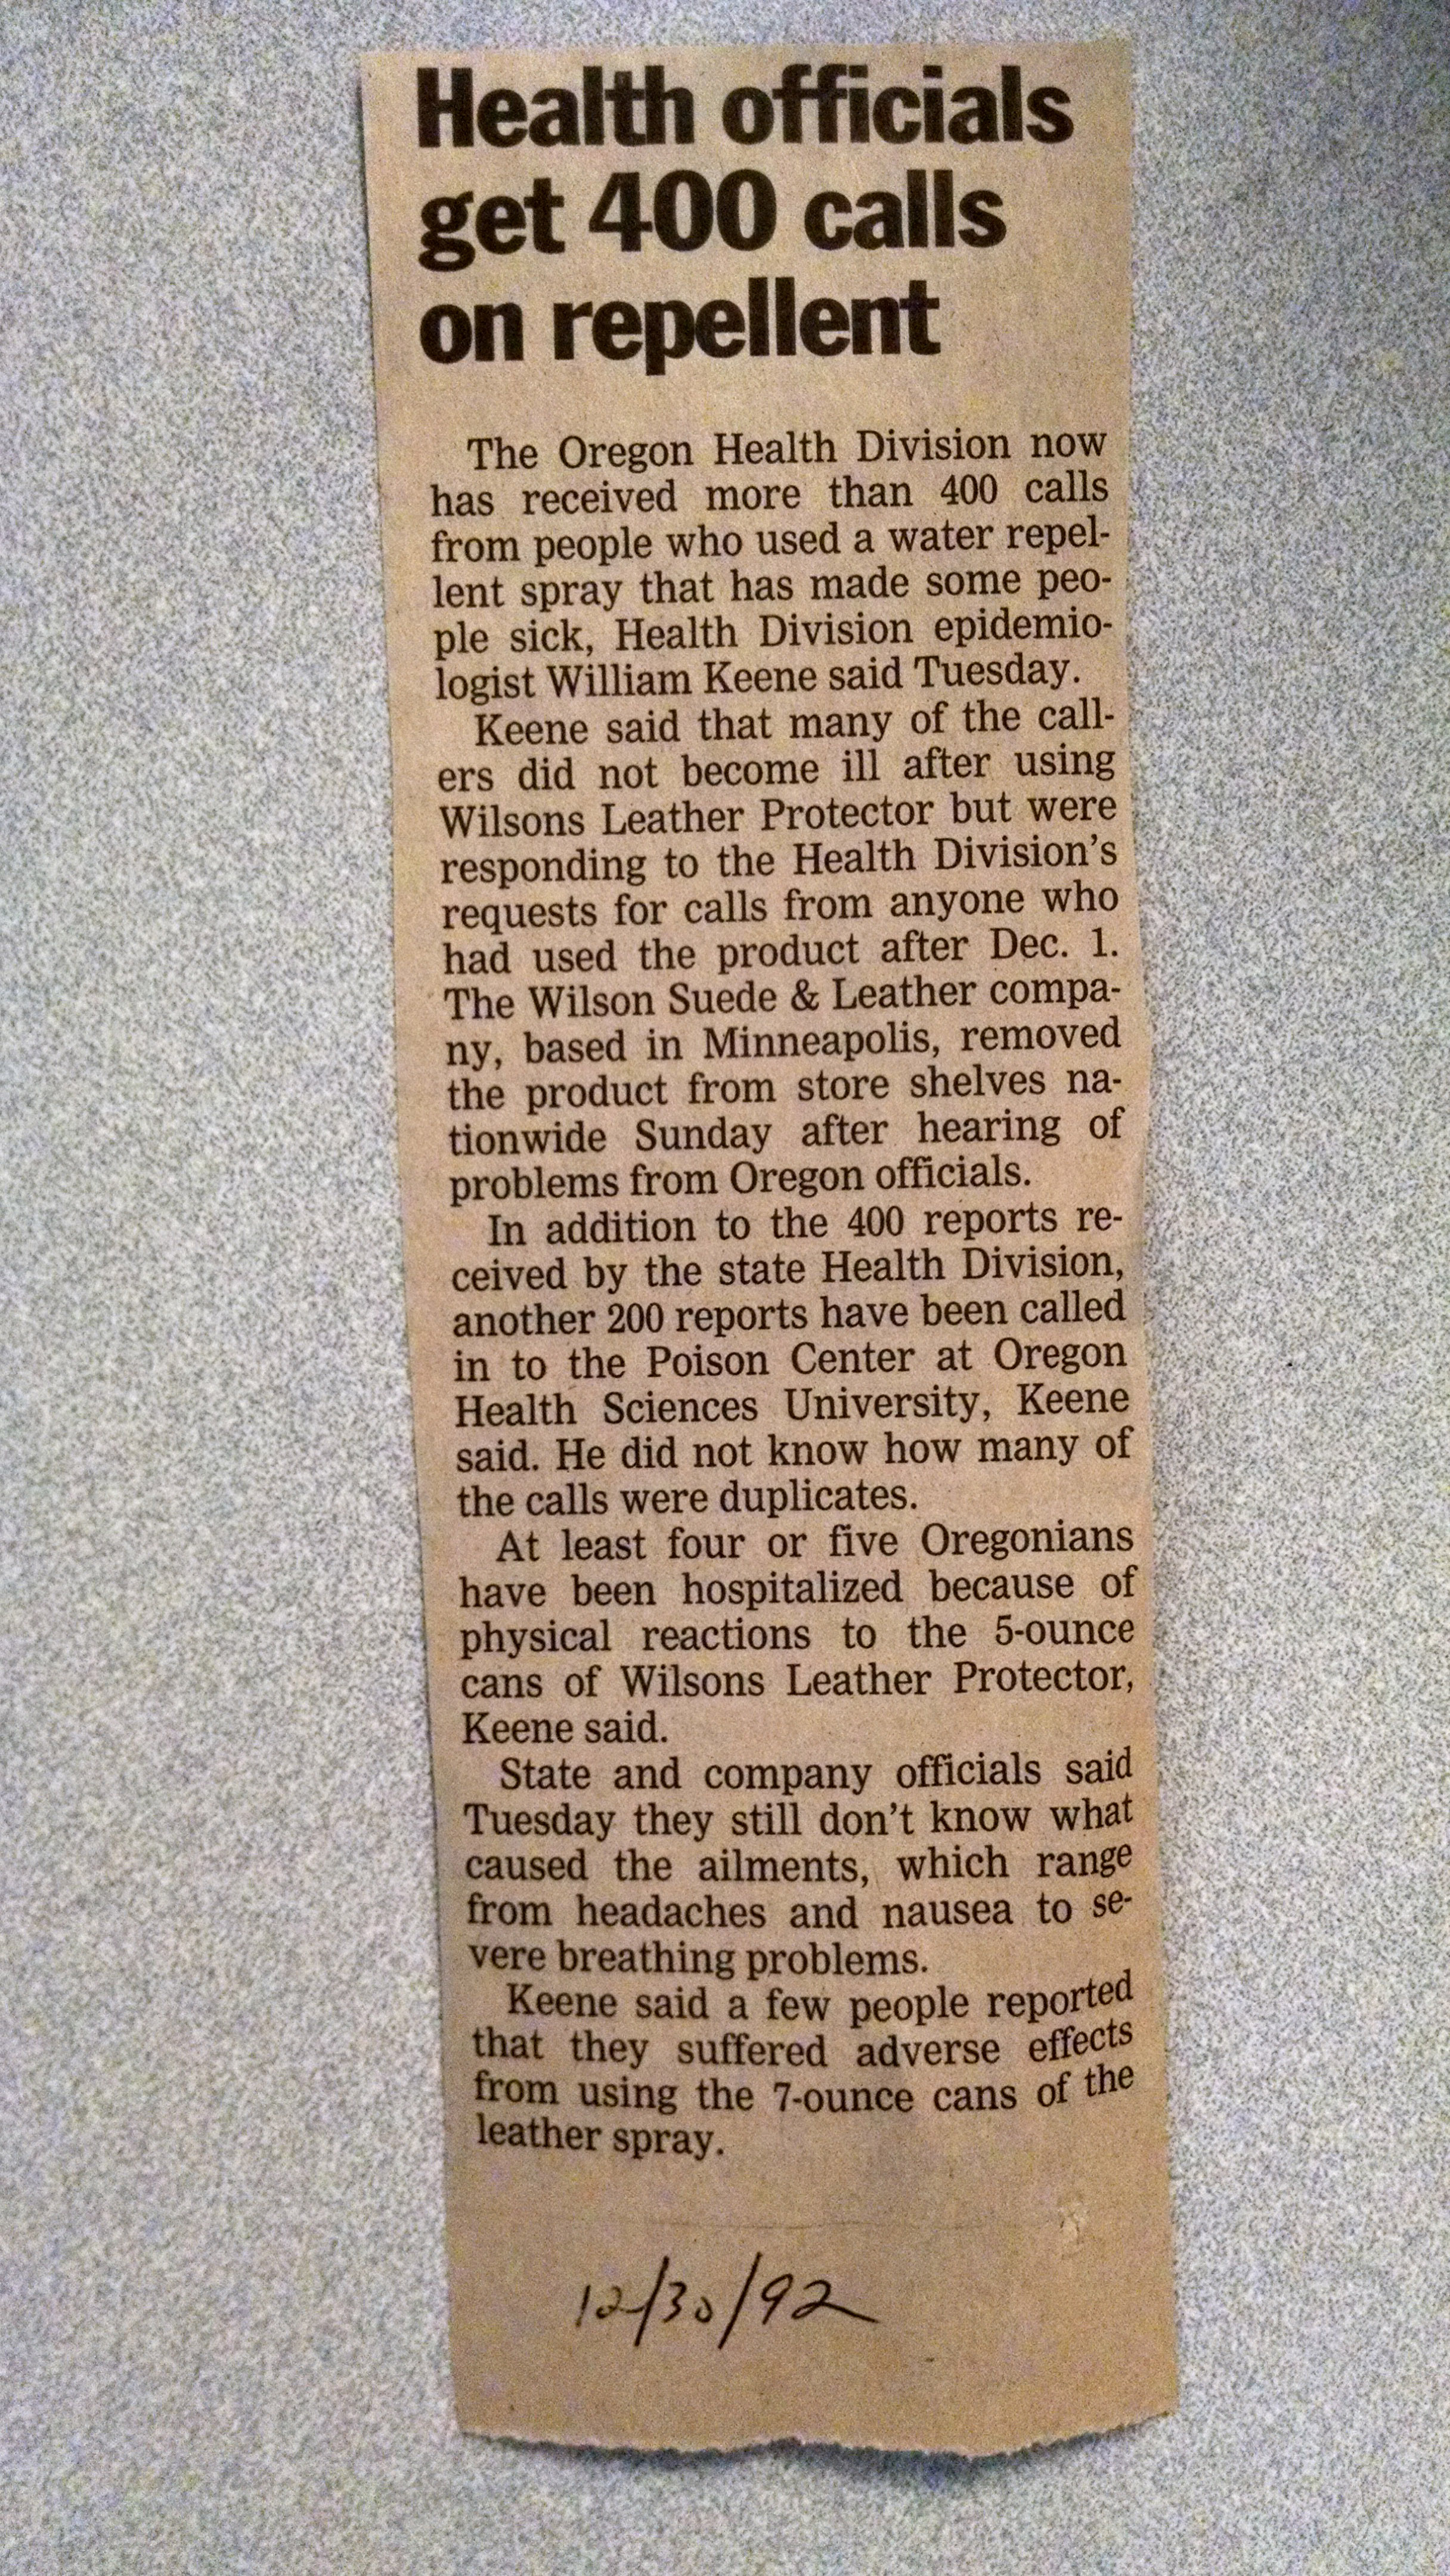 Health officials
get 400 calls
on repellent
The Oregon Health Division now
has received more than 400 calls
from people who used a water repel-
lent spray that has made some peo-
ple sick, Health Division epidemio-
logist William Keene said Tuesday.
Keene said that many of the call-
ers did not become ill after using
Wilsons Leather Protector but were
responding to the Health Division's
requests for calls from anyone who
had used the product after Dec. 1.
The Wilson Suede & Leather compa-
ny, based in Minneapolis, removed
the product from store shelves na-
tionwide Sunday after hearing of
problems from Oregon officials.
In addition to the 400 reports re-
ceived by the state Health Division,
another 200 reports have been called
in to the Poison Center at Oregon
Health Sciences University, Keene
said. He did not know how many of
the calls were duplicates.
At least four or five Oregonians
have been hospitalized because of
physical reactions to the 5-ounce
cans of Wilsons Leather Protector,
Keene said.
State and company officials said
Tuesday they still don't know what
caused the ailments, which range
from headaches and nausea to se-
vere breathing problems.
Keene said a few people reported
that they suffered adverse effects
from using the 7-ounce cans of the
leather spray.
12/30/92